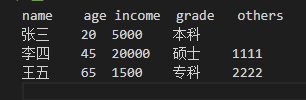 name age income grade others
张三 20 5000 本科
李四 45 20000 硕士 1111
王五 65 1500 专科 2222